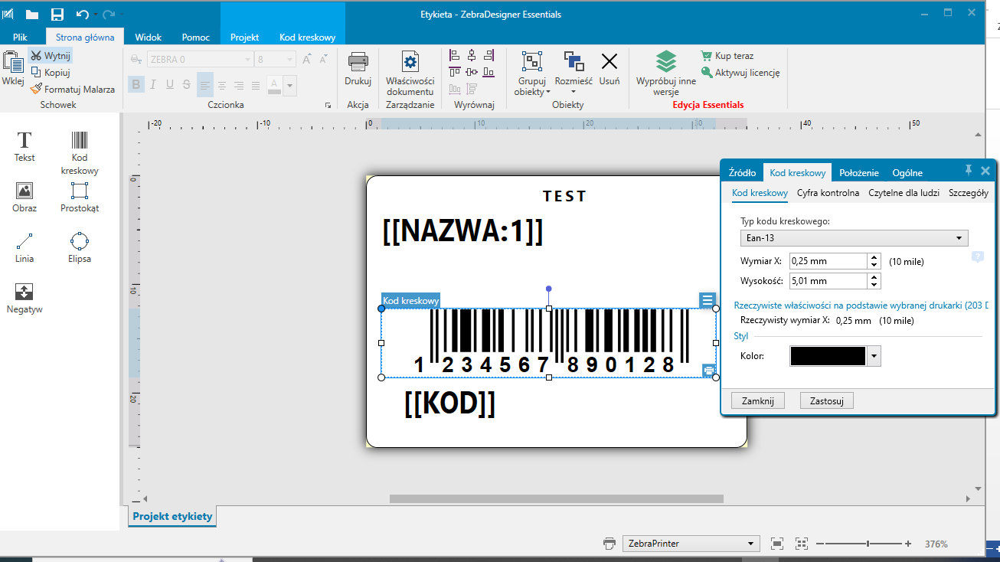 Etykieta - ZebraDesigner Essentials
Plik Strona główna Widok Pomoc Projekt Kod kreskowy
Wklej
Wytnij
Kopiuj
Formatuj Malarza
Schowek
ZEBRA 0 8
B I U S A
Czcionka
Drukuj
Akcja
Właściwości
dokumentu
Zarządzanie
Wyrównaj
Grupuj
obiekty
Rozmieść
Usuń
Obiekty
Wypróbuj inne
wersje
Kup teraz
Aktywuj licencję
Edycja Essentials
Tekst
Kod
kreskowy
Obraz
Prostokąt
Linia
Elipsa
Negatyw
-20 -10 0 10 20 30 40 50
0
10
20
TEST
[[NAZWA:1]]
Kod kreskowy
1 234567 890128
[[KOD]]
Źródło Kod kreskowy Położenie Ogólne
Kod kreskowy Cyfra kontrolna Czytelne dla ludzi Szczegóły
Typ kodu kreskowego:
Ean-13
Wymiar X: 0,25 mm (10 mile)
?
Wysokość: 5,01 mm
Rzeczywiste właściwości na podstawie wybranej drukarki (203 D
Rzeczywisty wymiar X: 0,25 mm (10 mile)
Styl
Kolor:
Zamknij Zastosuj
Projekt etykiety
ZebraPrinter
376%